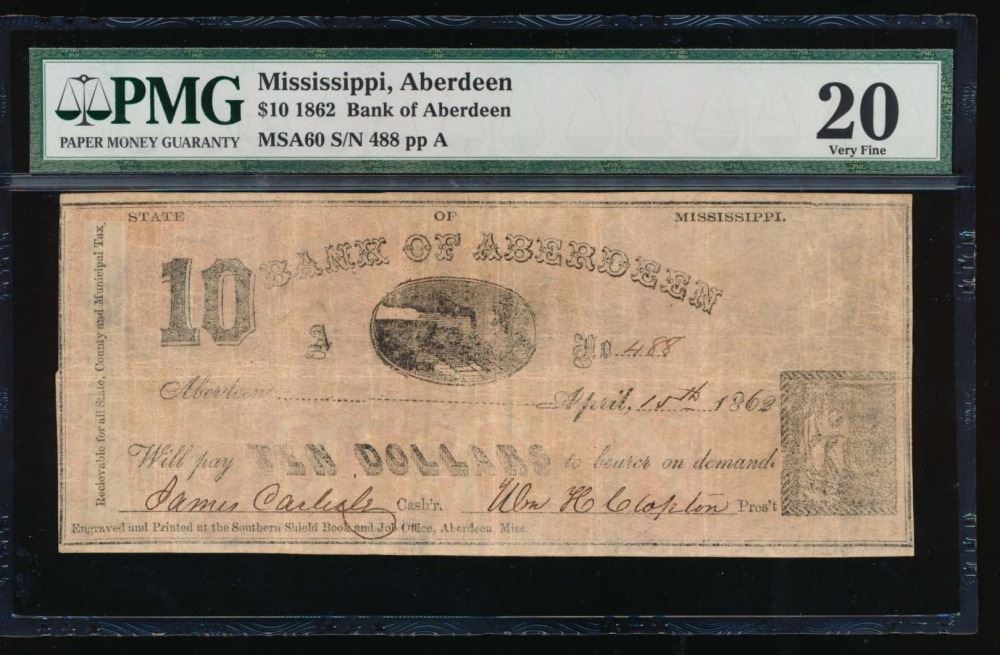 PMG
PAPER MONEY GUARANTY
Mississippi, Aberdeen
$10 1862 Bank of Aberdeen
MSA60 S/N 488 pp A
20
Very Fine
STATE OF MISSISSIPPI.
Recievable for all State, County and Municipal Tax.
BANK OF ABERDEEN
10
A
No. 488
Aberdeen April, 15th 1862
Will pay TEN DOLLARS to bearer on demand.
James Carlisle Cash'r. Wm H Clopton Pres't
Engraved and Printed at the Southern Shield Book and Job Office, Aberdeen, Miss.